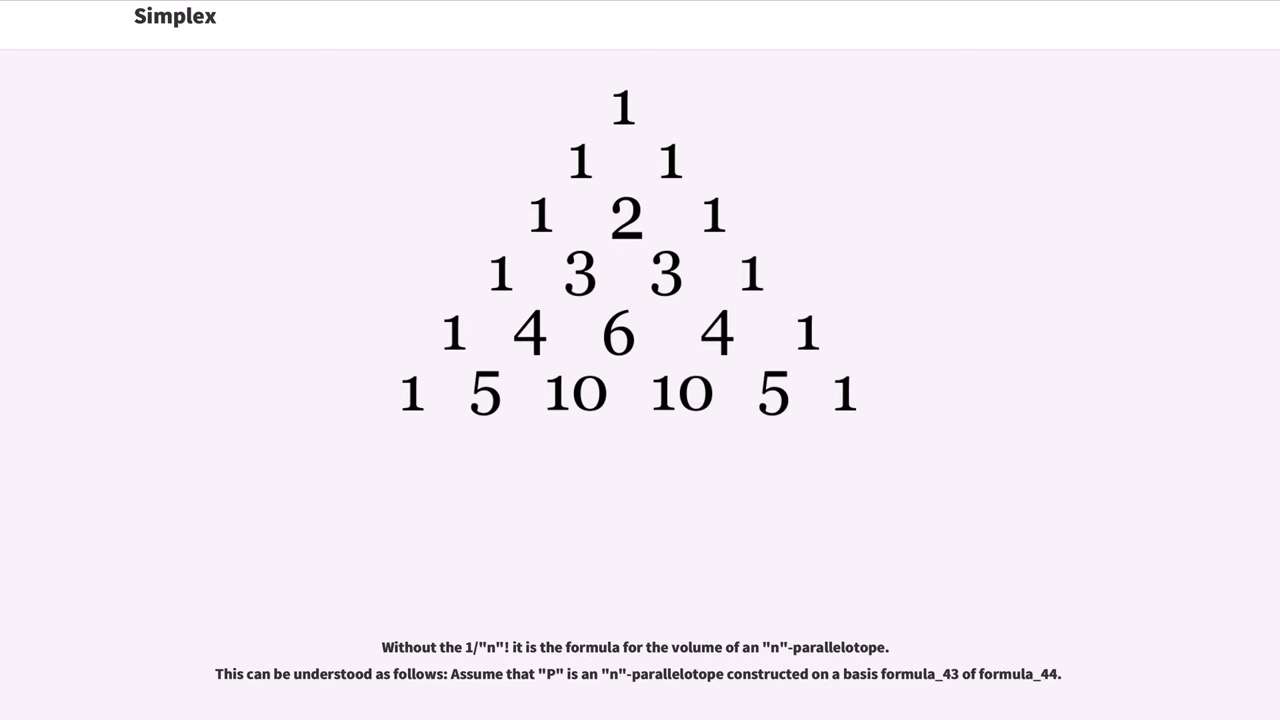 Simplex
1
1 1
1 2 1
1 3 3 1
1 4 6 4 1
1 5 10 10 5 1
Without the 1/"n"! it is the formula for the volume of an "n"-parallelotope.
This can be understood as follows: Assume that "P" is an "n"-parallelotope constructed on a basis formula_43 of formula_44.